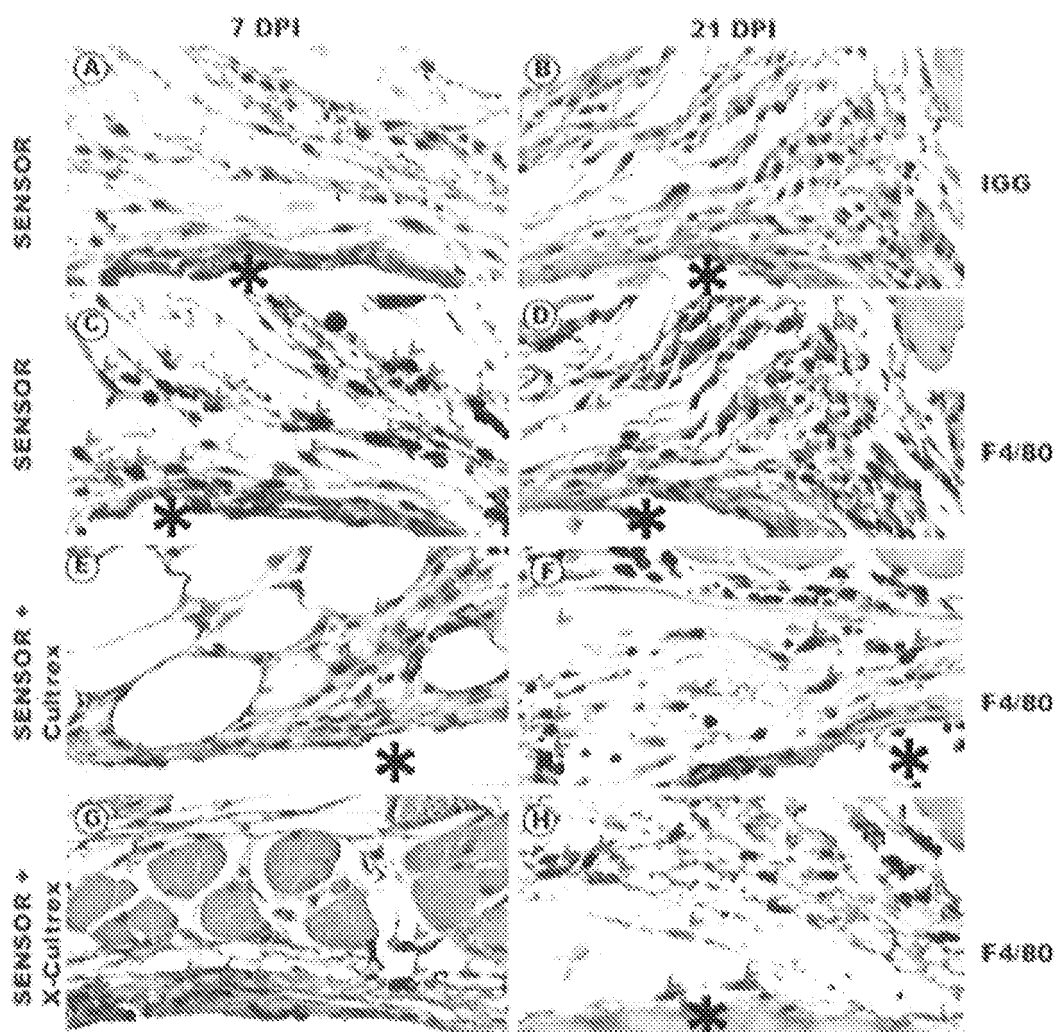 7 DPI 21 DPI
A B
SENSOR IGG
*
*
C D
SENSOR F4/80
*
*
E F
SENSOR +
Cultrex
F4/80
*
*
G H
SENSOR +
X-Cultrex
F4/80
*